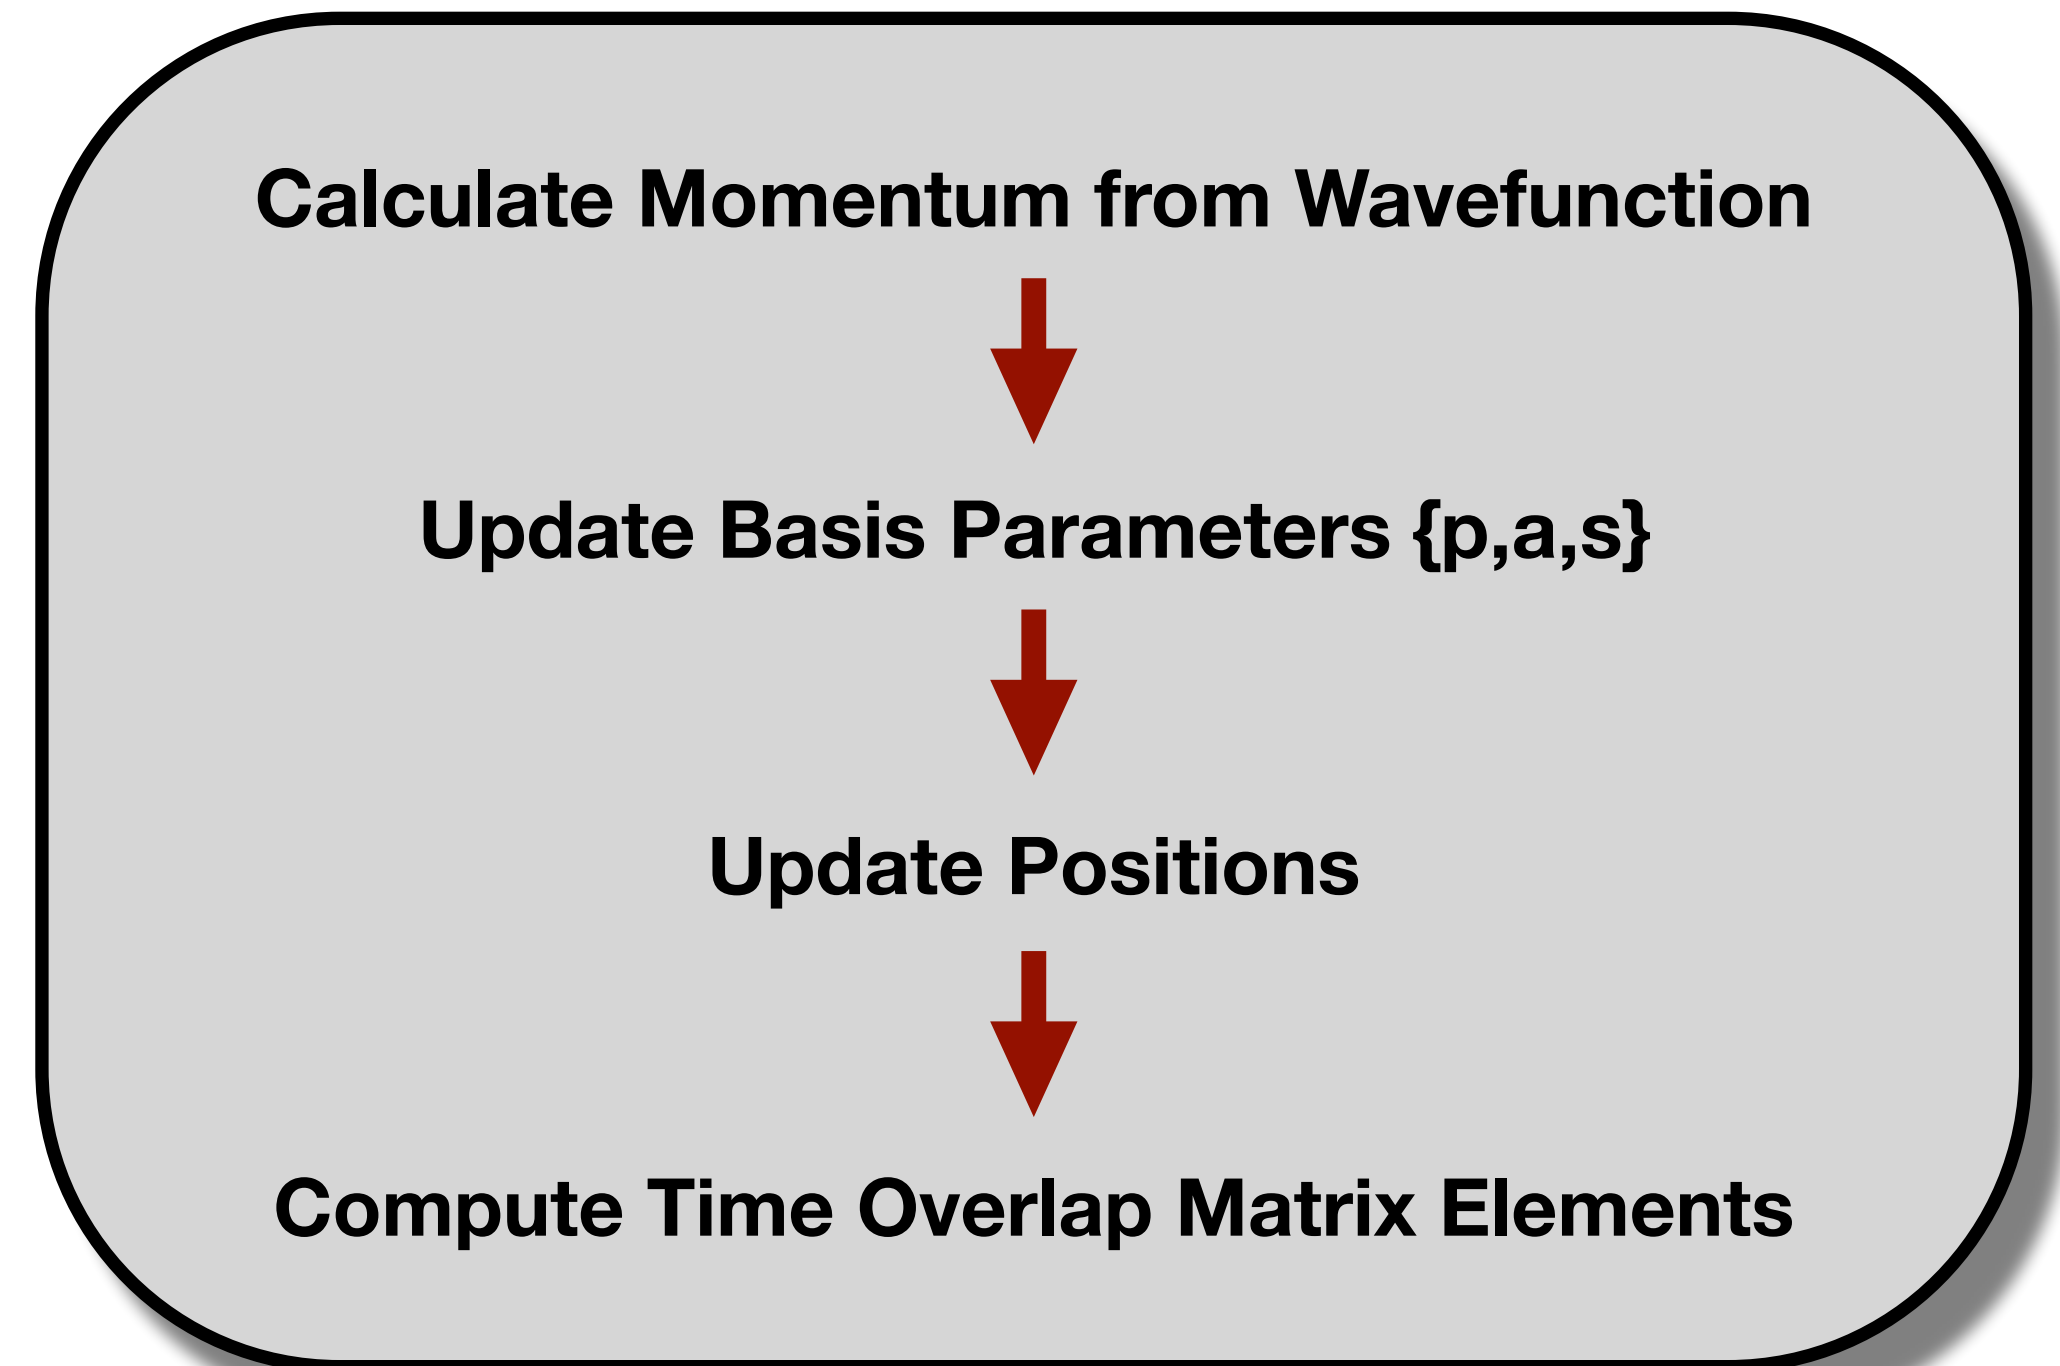 Calculate Momentum from Wavefunction
Update Basis Parameters {p,a,s}
Update Positions
Compute Time Overlap Matrix Elements